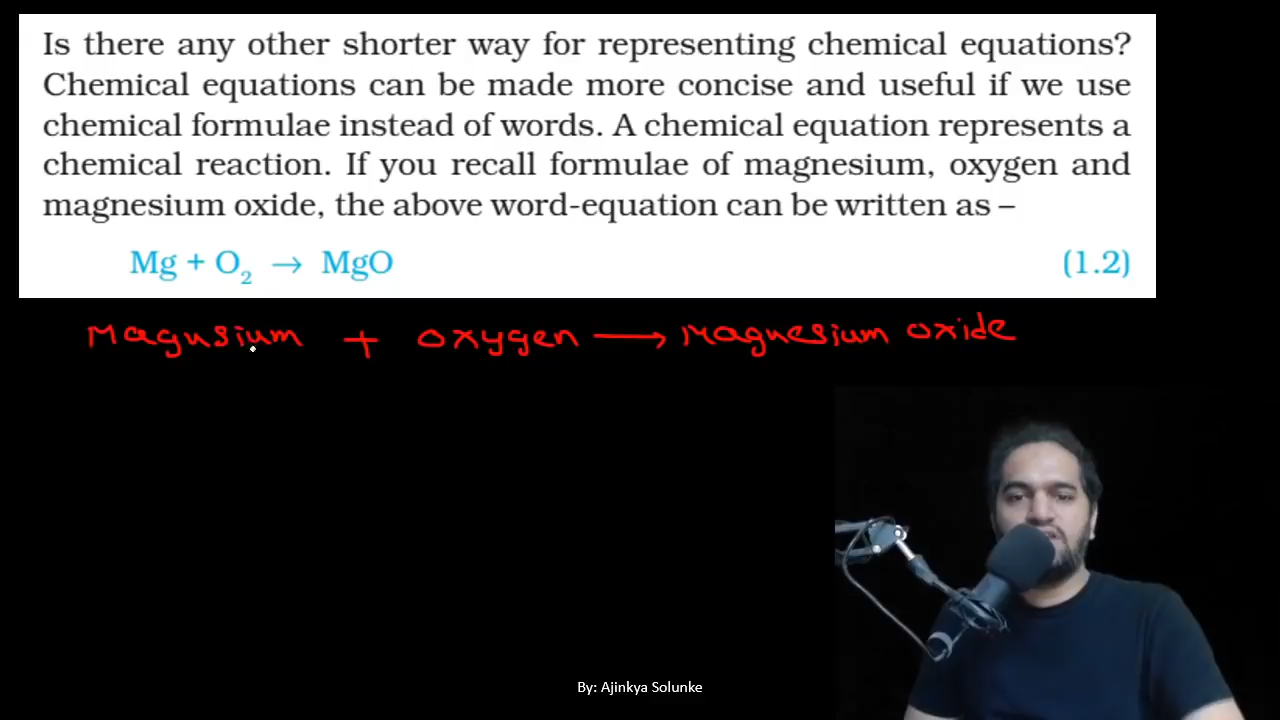 Is there any other shorter way for representing chemical equations?
Chemical equations can be made more concise and useful if we use
chemical formulae instead of words. A chemical equation represents a
chemical reaction. If you recall formulae of magnesium, oxygen and
magnesium oxide, the above word-equation can be written as –
Mg + O₂ → MgO (1.2)
Magnsium + oxygen → Magnesium oxide
By: Ajinkya Solunke